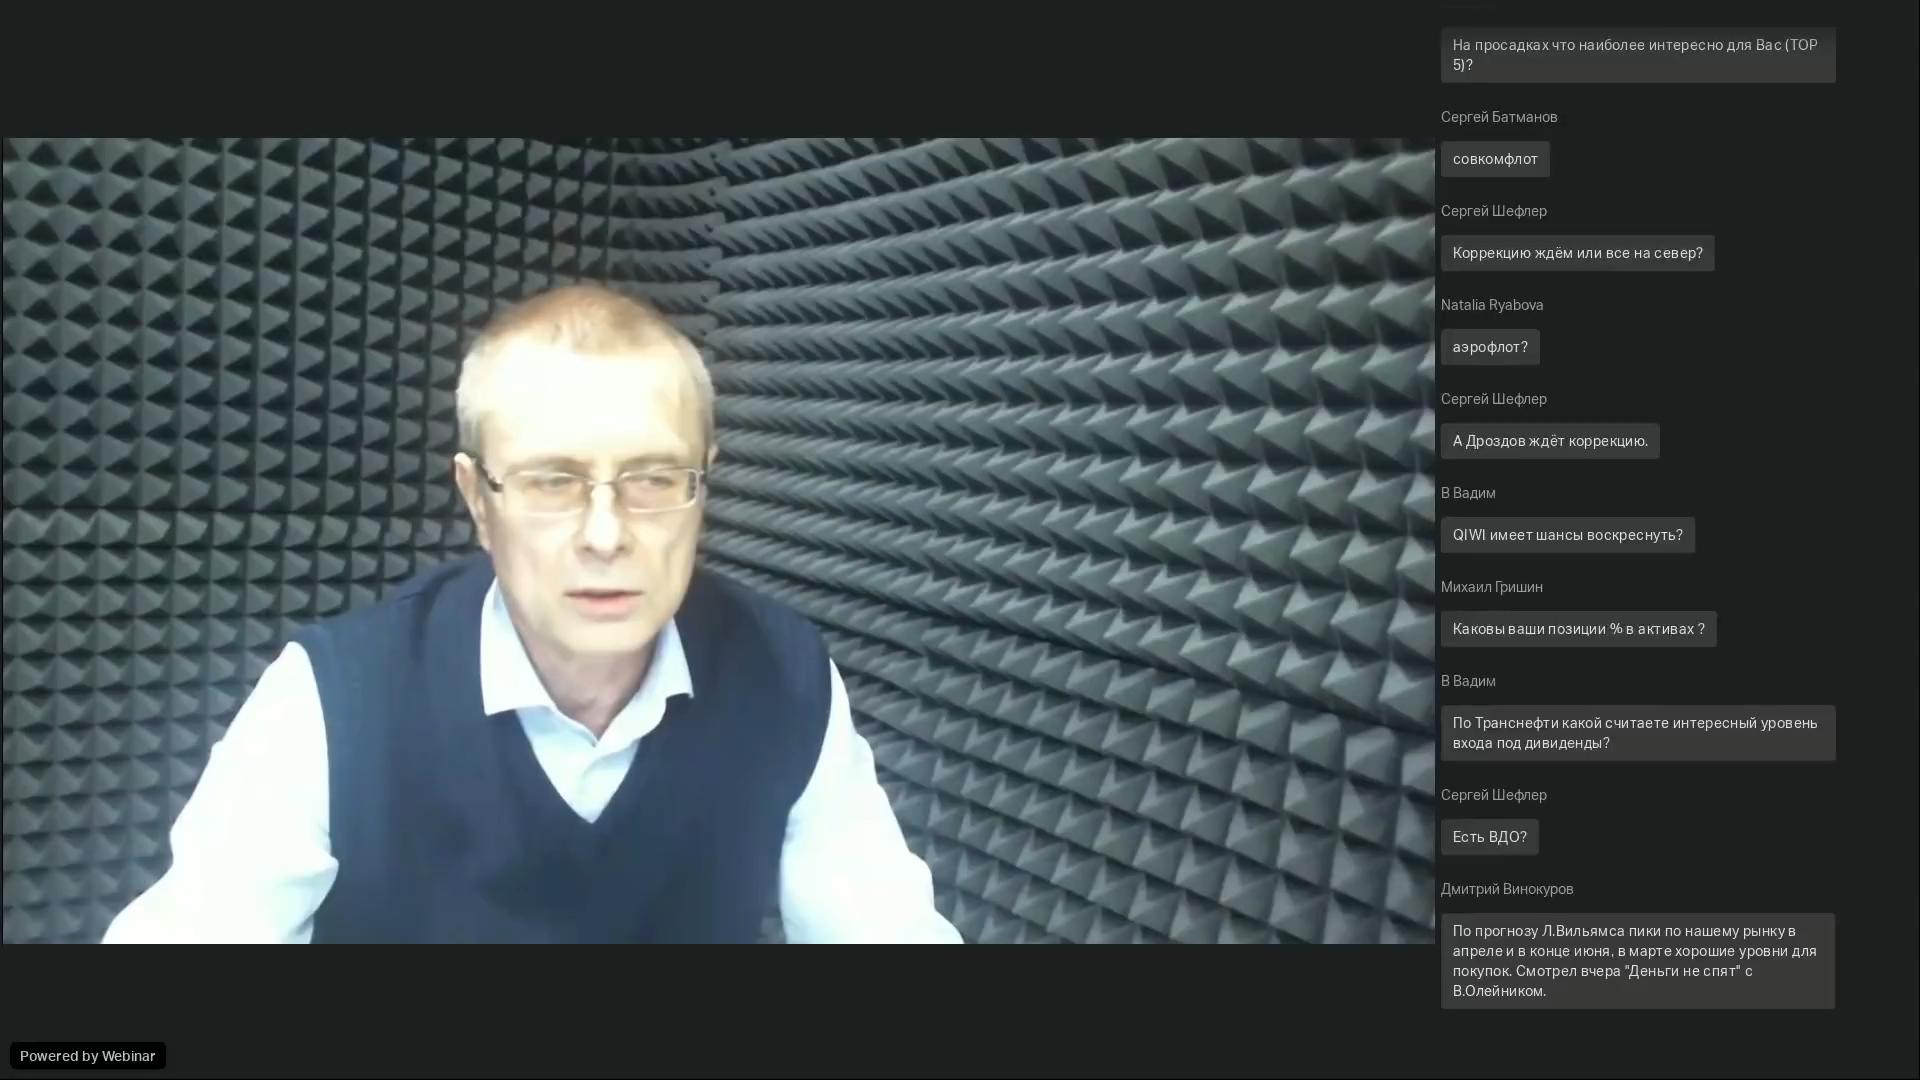 На просадках что наиболее интересно для Вас (TOP
5)?
Сергей Батманов
совкомфлот
Сергей Шефлер
Коррекцию ждём или все на север?
Natalia Ryabova
аэрофлот?
Сергей Шефлер
А Дроздов ждёт коррекцию.
В Вадим
QIWI имеет шансы воскреснуть?
Михаил Гришин
Каковы ваши позиции % в активах ?
В Вадим
По Транснефти какой считаете интересный уровень
входа под дивиденды?
Сергей Шефлер
Есть ВДО?
Дмитрий Винокуров
По прогнозу Л.Вильямса пики по нашему рынку в
апреле и в конце июня, в марте хорошие уровни для
покупок. Смотрел вчера "Деньги не спят" с
В.Олейником.
Powered by Webinar